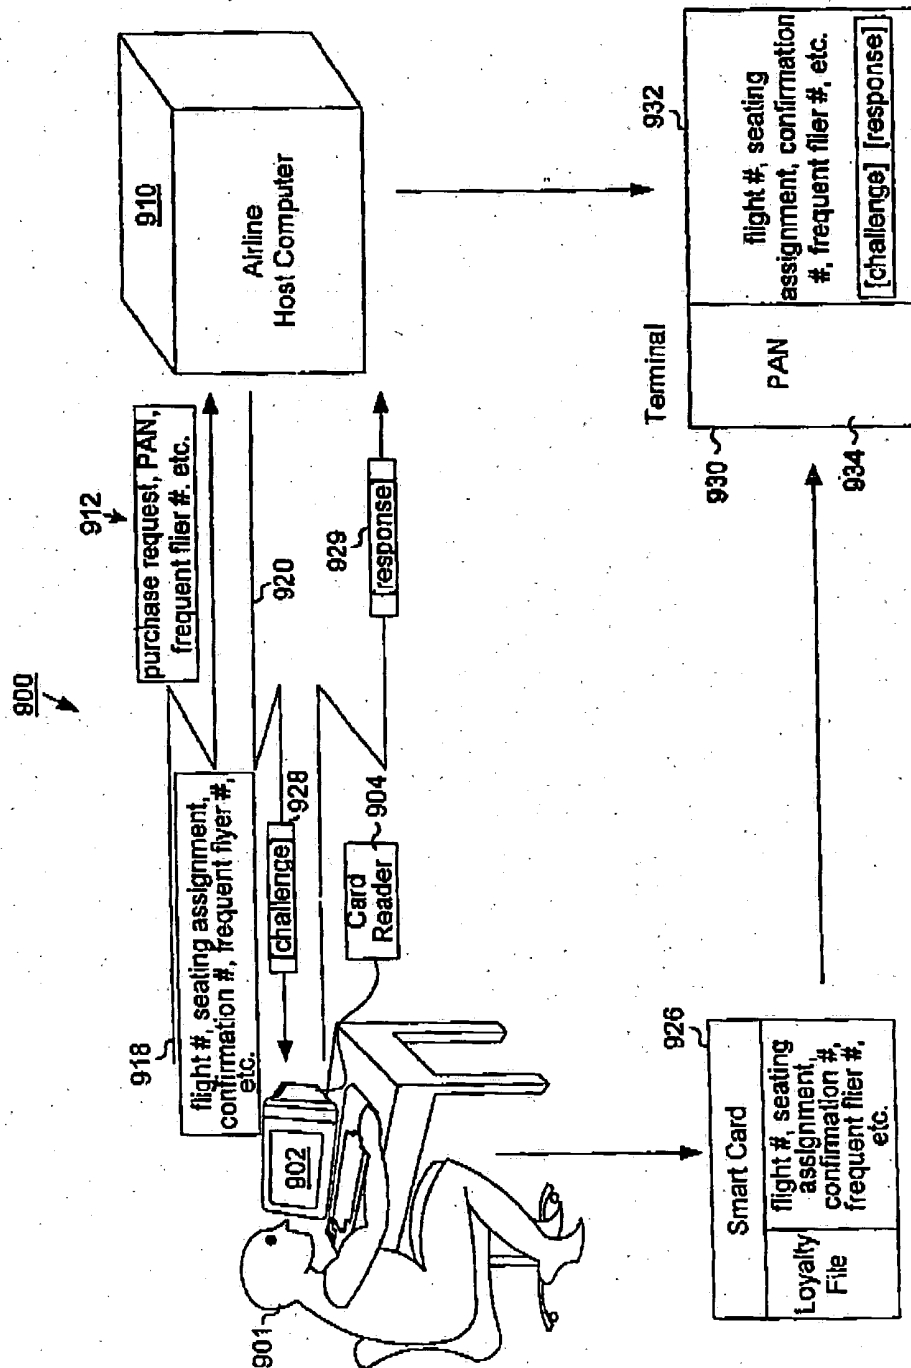 900
912
purchase request, PAN,
frequent flier #. etc.
910
Airline
Host Computer
918
flight #, seating assignment,
confirmation #, frequent flyer #,
etc.
920
928
[challenge]
929
[response]
904
Card
Reader
901
902
926
Smart Card
Loyalty
File
flight #, seating
assignment,
confirmation #,
frequent flier #,
etc.
Terminal
930
932
PAN
934
flight #, seating
assignment, confirmation
#, frequent flier #, etc.
[challenge] [response]